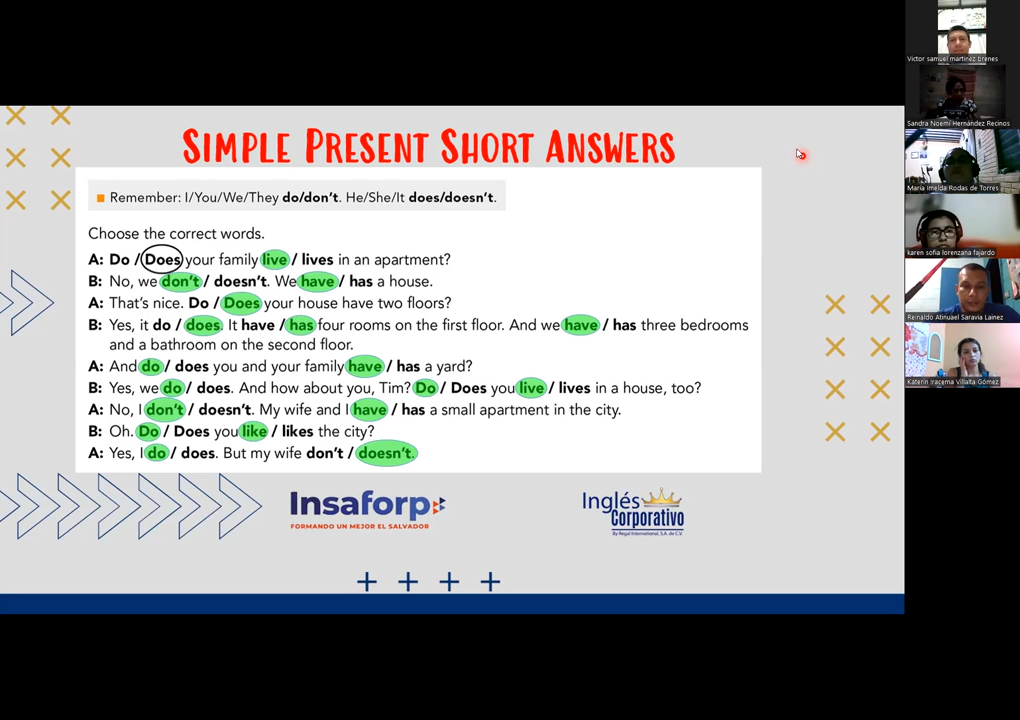 SIMPLE PRESENT SHORT ANSWERS
Remember: I/You/We/They do/don't. He/She/It does/doesn't.
Choose the correct words.
A: Do / Does your family live / lives in an apartment?
B: No, we don't / doesn't. We have / has a house.
A: That's nice. Do / Does your house have two floors?
B: Yes, it do / does. It have / has four rooms on the first floor. And we have / has three bedrooms
and a bathroom on the second floor.
A: And do / does you and your family have / has a yard?
B: Yes, we do / does. And how about you, Tim? Do / Does you live / lives in a house, too?
A: No, I don't / doesn't. My wife and I have / has a small apartment in the city.
B: Oh. Do / Does you like / likes the city?
A: Yes, I do / does. But my wife don't / doesn't.
Insaforp
FORMANDO UN MEJOR EL SALVADOR
Inglés
Corporativo
By Regal International, S.A. de C.V.
Victor samuel martinez brenes
Sandra Noemi Hernández Recinos
María Imelda Rodas de Torres
karen sofia lorenzana fajardo
Reinaldo Atinuael Saravia Lainez
Katerin Iracema Villalta Gómez